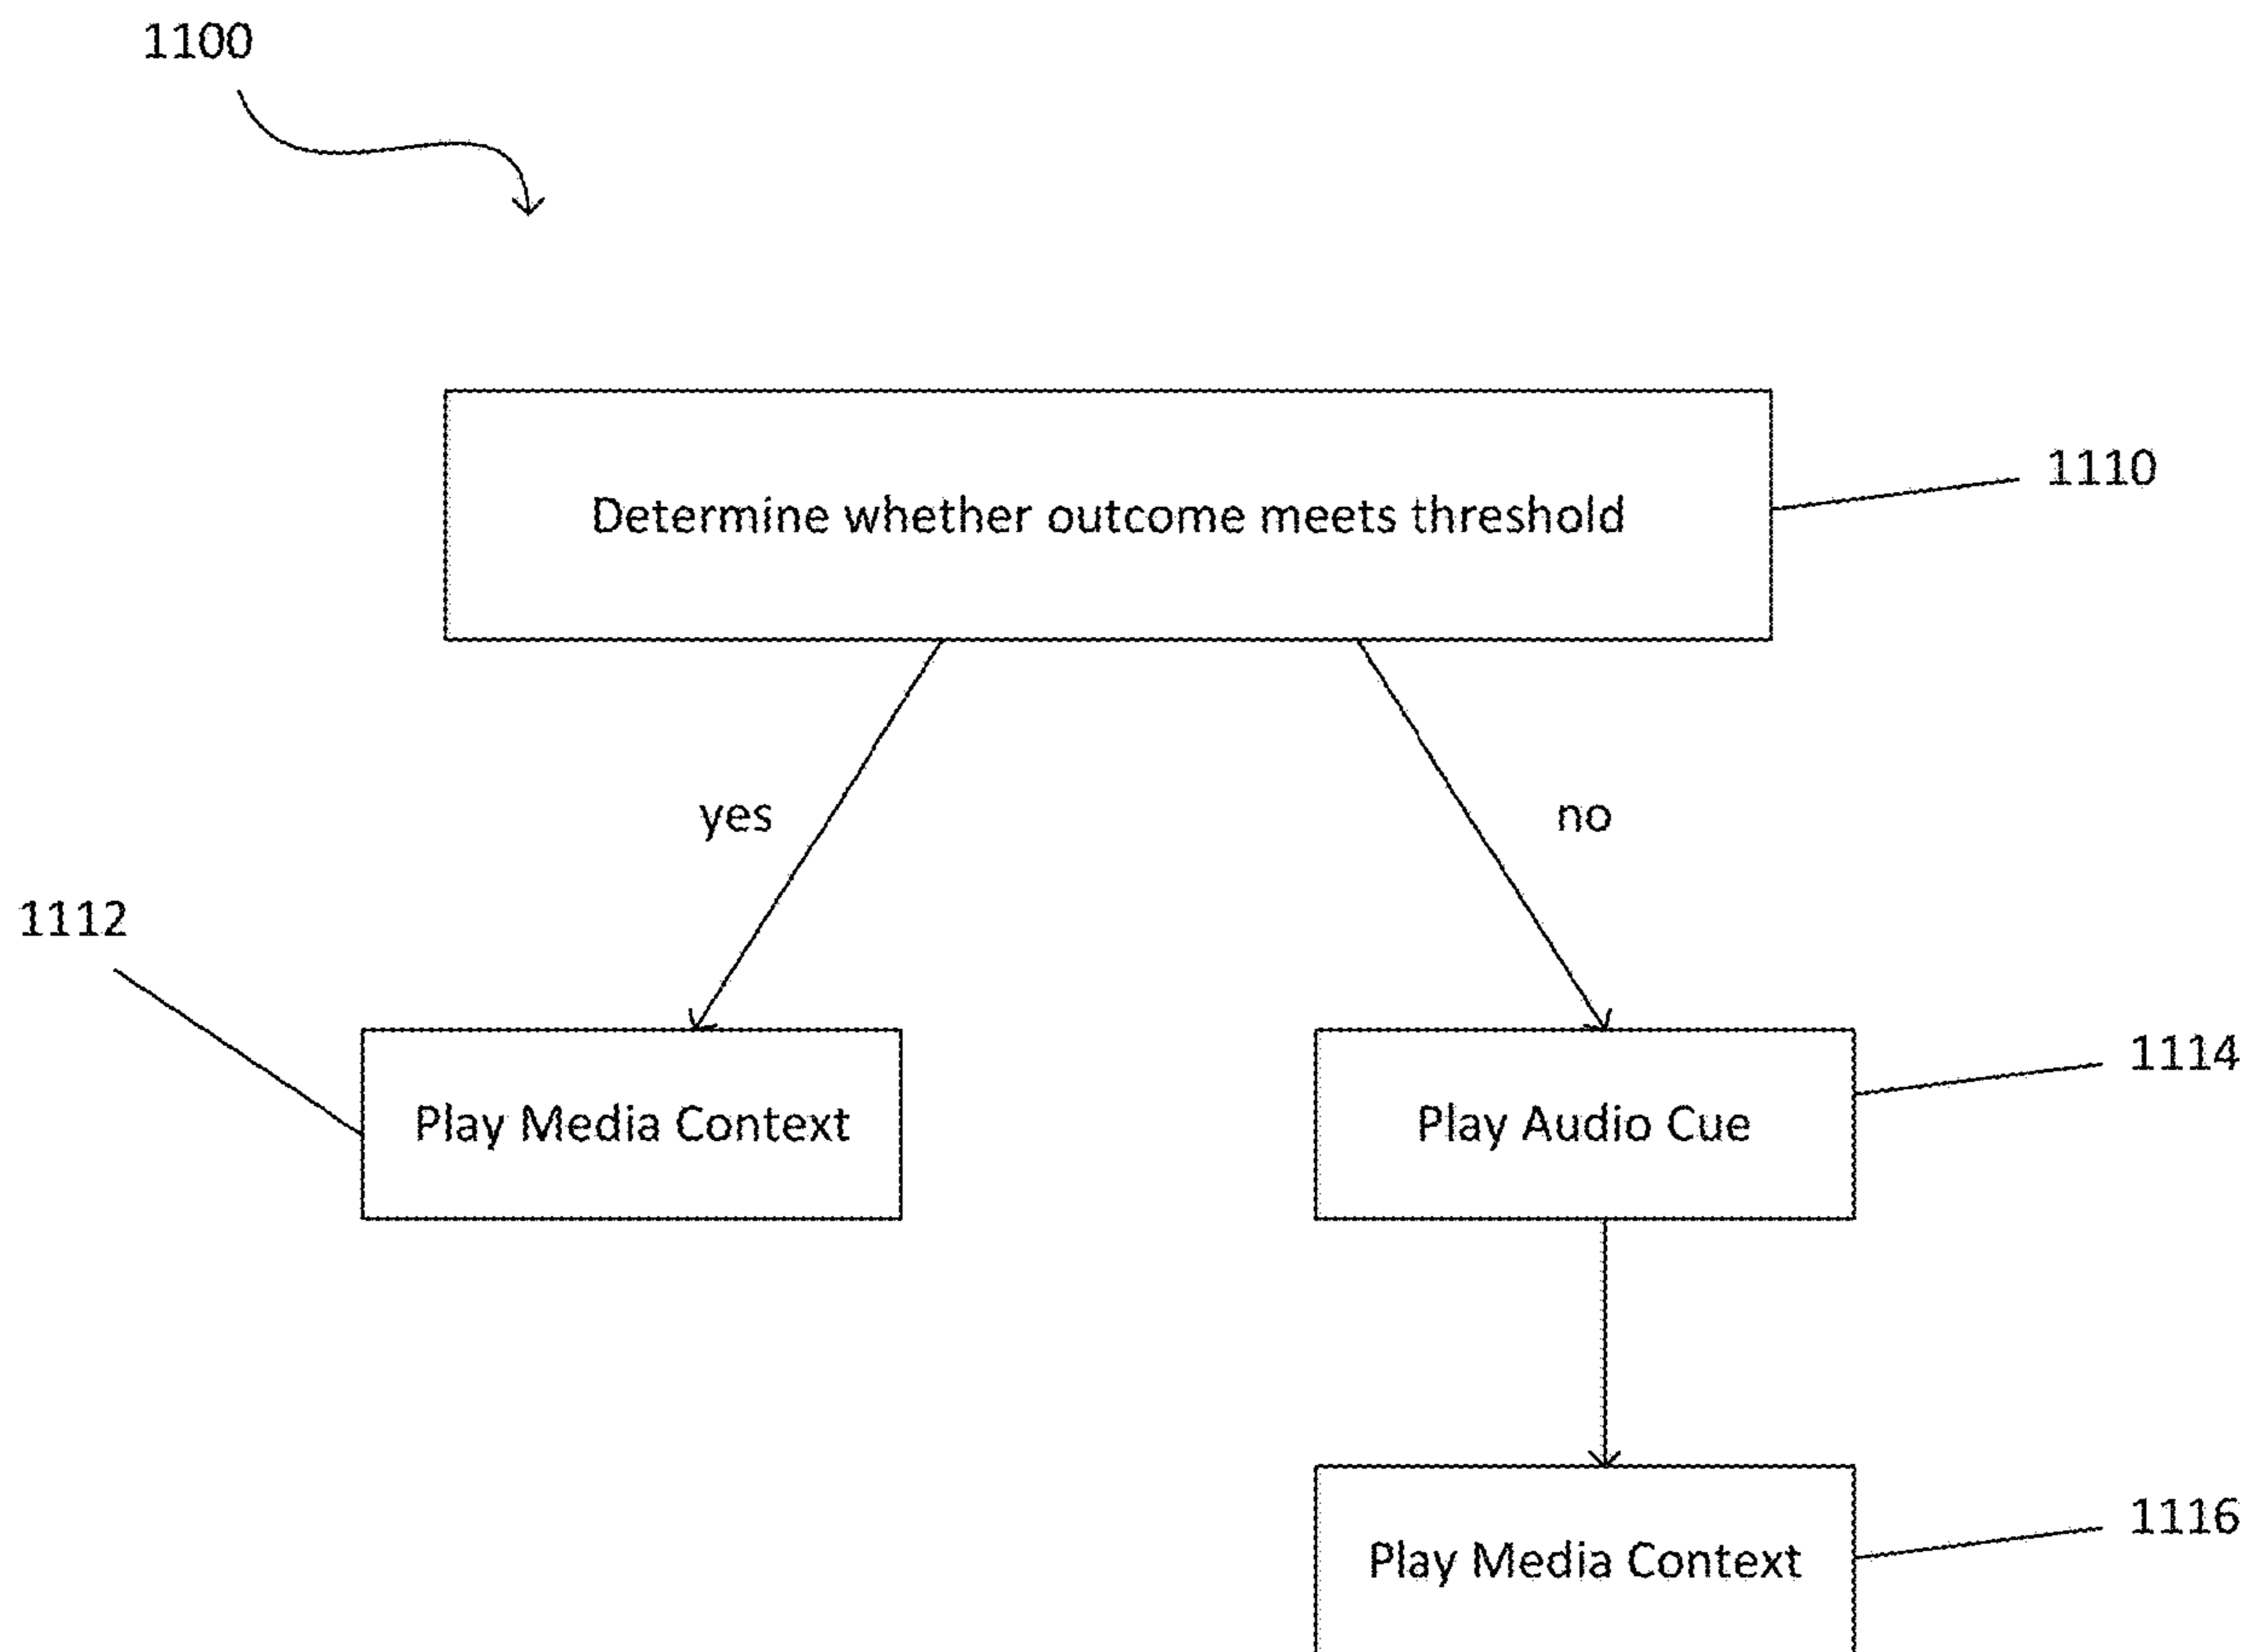 1100
Determine whether outcome meets threshold
1110
yes
no
1112
Play Media Context
Play Audio Cue
1114
Play Media Context
1116